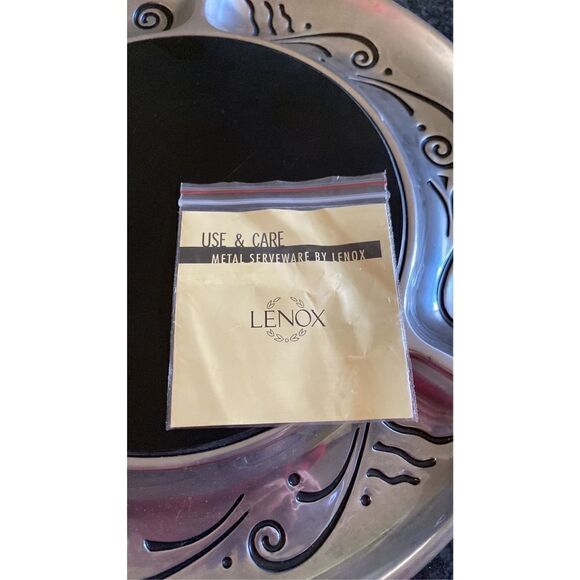 USE & CARE
METAL SERVEWARE BY LENOX
LENOX